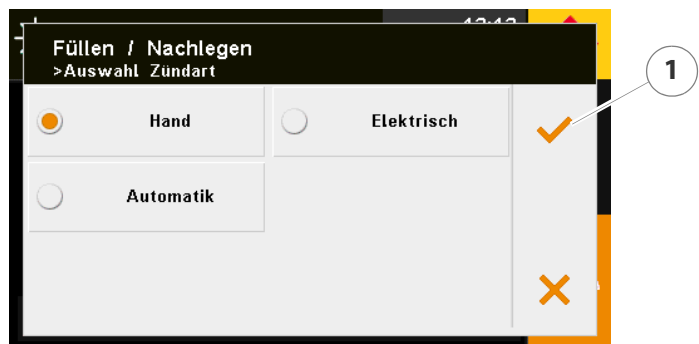 Füllen / Nachlegen
>Auswahl Zündart
Hand
Elektrisch
1
Automatik